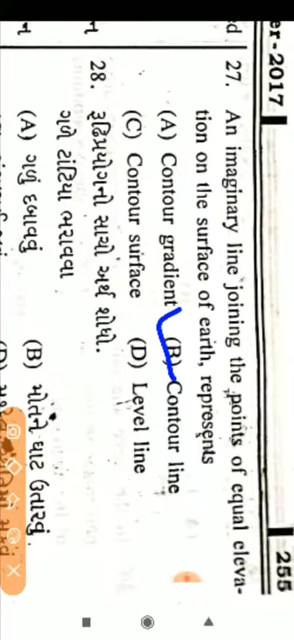 er-2017
255
27. An imaginary line joining the points of equal eleva-
tion on the surface of earth, represents
(A) Contour gradient (B) Contour line
(C) Contour surface (D) Level line
28. રૂઢિપ્રયોગનો સાચો અર્થ શોધો.
ગળે ટાંટિયા ભરાવવા
(A) ગળું દબાવવું (B) મોતને ઘાટ ઉતારવું